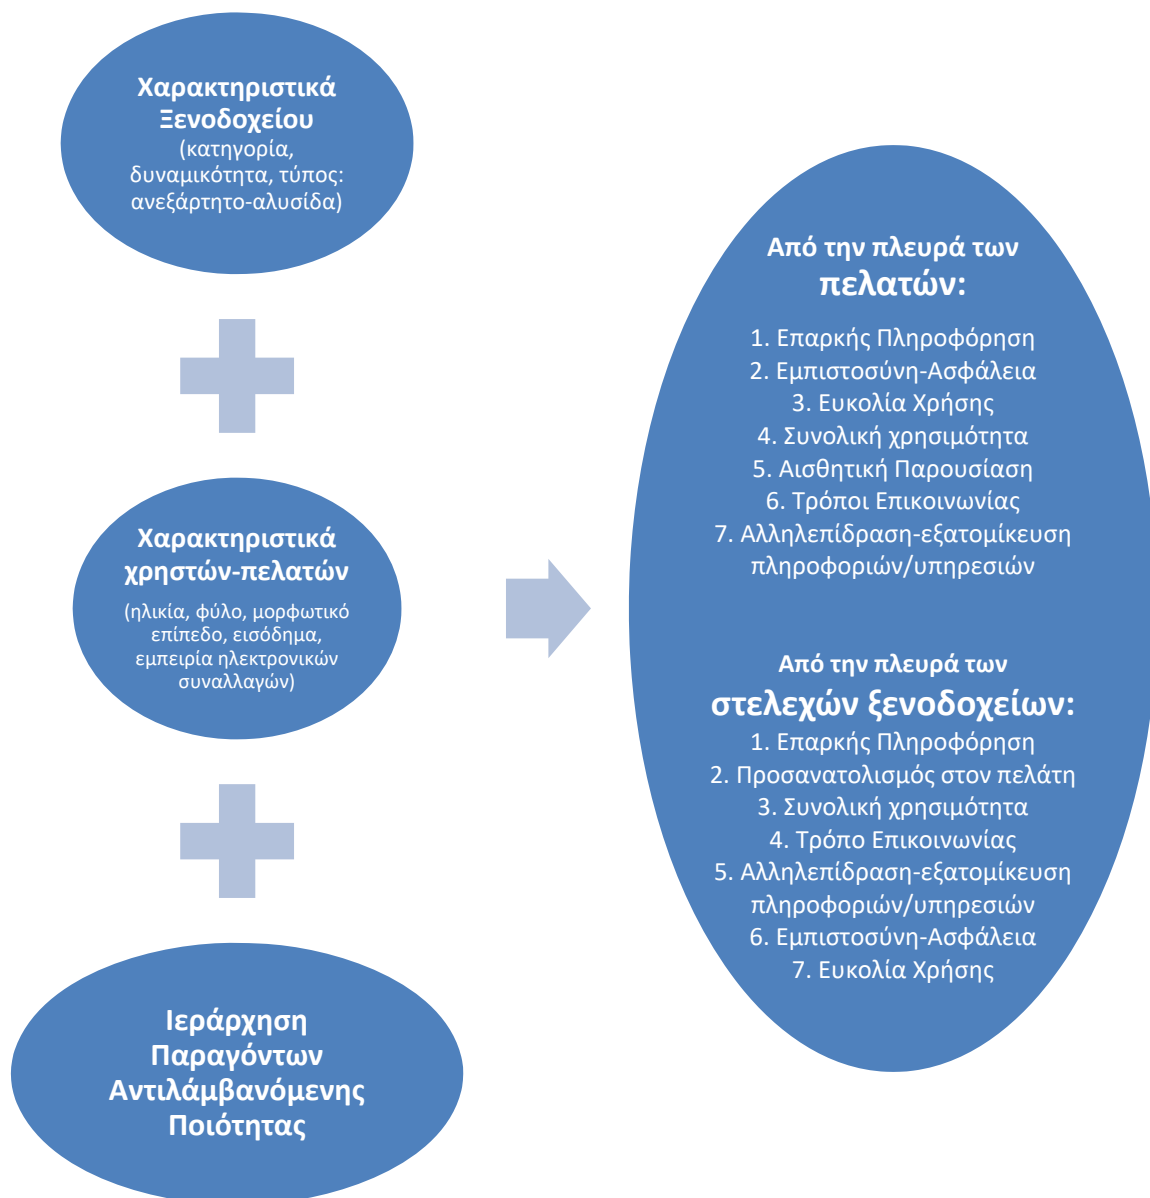 Χαρακτηριστικά
Ξενοδοχείου
(κατηγορία,
δυναμικότητα, τύπος:
ανεξάρτητο-αλυσίδα)
Χαρακτηριστικά
χρηστών-πελατών
(ηλικία, φύλο, μορφωτικό
επίπεδο, εισόδημα,
εμπειρία ηλεκτρονικών
συναλλαγών)
Ιεράρχηση
Παραγόντων
Αντιλάμβανόμενης
Ποιότητας
Από την πλευρά των
πελατών:
1. Επαρκής Πληροφόρηση
2. Εμπιστοσύνη-Ασφάλεια
3. Ευκολία Χρήσης
4. Συνολική χρησιμότητα
5. Αισθητική Παρουσίαση
6. Τρόποι Επικοινωνίας
7. Αλληλεπίδραση-εξατομίκευση
πληροφοριών/υπηρεσιών
Από την πλευρά των
στελεχών ξενοδοχείων:
1. Επαρκής Πληροφόρηση
2. Προσανατολισμός στον πελάτη
3. Συνολική χρησιμότητα
4. Τρόπο Επικοινωνίας
5. Αλληλεπίδραση-εξατομίκευση
πληροφοριών/υπηρεσιών
6. Εμπιστοσύνη-Ασφάλεια
7. Ευκολία Χρήσης